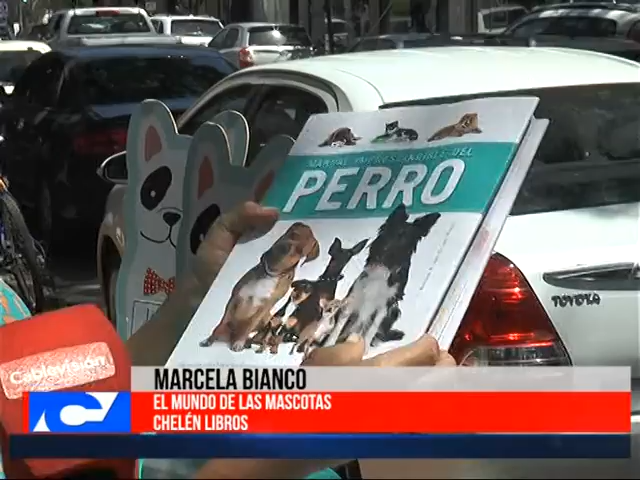 MANUAL IMPRESCINDIBLE DEL
PERRO
TOYOTA
Cablevisión
MARCELA BIANCO
EL MUNDO DE LAS MASCOTAS
CHELÉN LIBROS